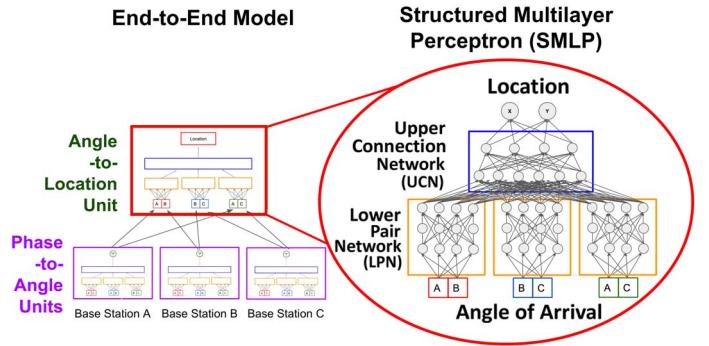 End-to-End Model
Structured Multilayer
Perceptron (SMLP)
Location
X Y
Upper
Connection
Network
(UCN)
Lower
Pair
Network
(LPN)
A B
B C
A C
Angle of Arrival
Angle
-to-
Location
Unit
Location
A B
B C
A C
Phase
-to-
Angle
Units
Base Station A
Base Station B
Base Station C